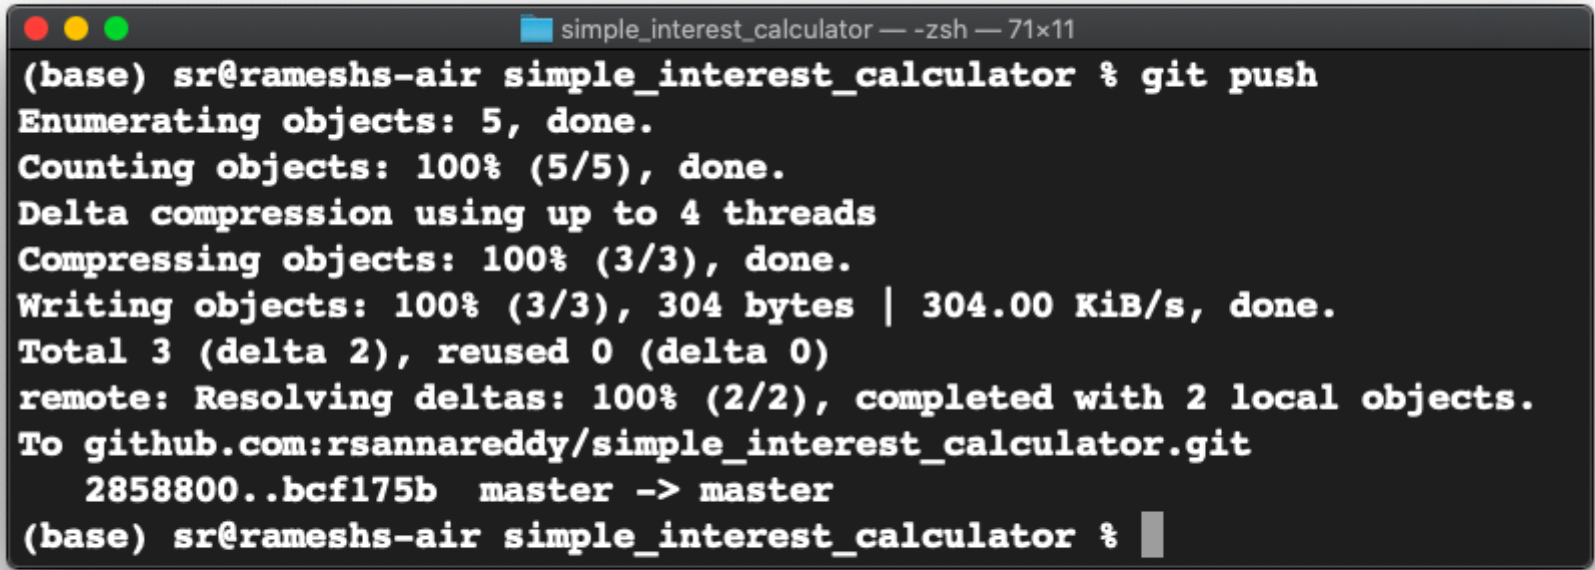 simple_interest_calculator — -zsh — 71×11
(base) sr@rameshs-air simple_interest_calculator % git push
Enumerating objects: 5, done.
Counting objects: 100% (5/5), done.
Delta compression using up to 4 threads
Compressing objects: 100% (3/3), done.
Writing objects: 100% (3/3), 304 bytes | 304.00 KiB/s, done.
Total 3 (delta 2), reused 0 (delta 0)
remote: Resolving deltas: 100% (2/2), completed with 2 local objects.
To github.com:rsannareddy/simple_interest_calculator.git
   2858800..bcf175b  master -> master
(base) sr@rameshs-air simple_interest_calculator %